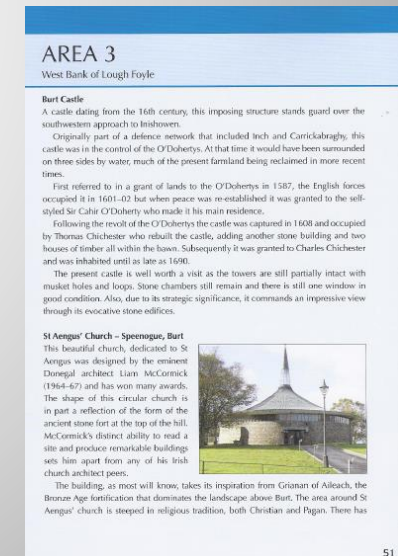 AREA 3
West Bank of Lough Foyle
Burt Castle
A castle dating from the 16th century, this imposing structure stands guard over the
southwestern approach to Inishowen.
Originally part of a defence network that included Inch and Carrickabraghy, this
castle was in the control of the O'Dohertys. At that time it would have been surrounded
on three sides by water, much of the present farmland being reclaimed in more recent
times.
First referred to in a grant of lands to the O'Dohertys in 1587, the English forces
occupied it in 1601–02 but when peace was re-established it was granted to the self-
styled Sir Cahir O'Doherty who made it his main residence.
Following the revolt of the O'Dohertys the castle was captured in 1608 and occupied
by Thomas Chichester who rebuilt the castle, adding another stone building and two
houses of timber all within the bawn. Subsequently it was granted to Charles Chichester
and was inhabited until as late as 1690.
The present castle is well worth a visit as the towers are still partially intact with
musket holes and loops. Stone chambers still remain and there is still one window in
good condition. Also, due to its strategic significance, it commands an impressive view
through its evocative stone edifices.
St Aengus' Church – Speenogue, Burt
This beautiful church, dedicated to St
Aengus was designed by the eminent
Donegal architect Liam McCormick
(1964–67) and has won many awards.
The shape of this circular church is
in part a reflection of the form of the
ancient stone fort at the top of the hill.
McCormick's distinct ability to read a
site and produce remarkable buildings
sets him apart from any of his Irish
church architect peers.
The building, as most will know, takes its inspiration from Grianan of Aileach, the
Bronze Age fortification that dominates the landscape above Burt. The area around St
Aengus' church is steeped in religious tradition, both Christian and Pagan. There has
51